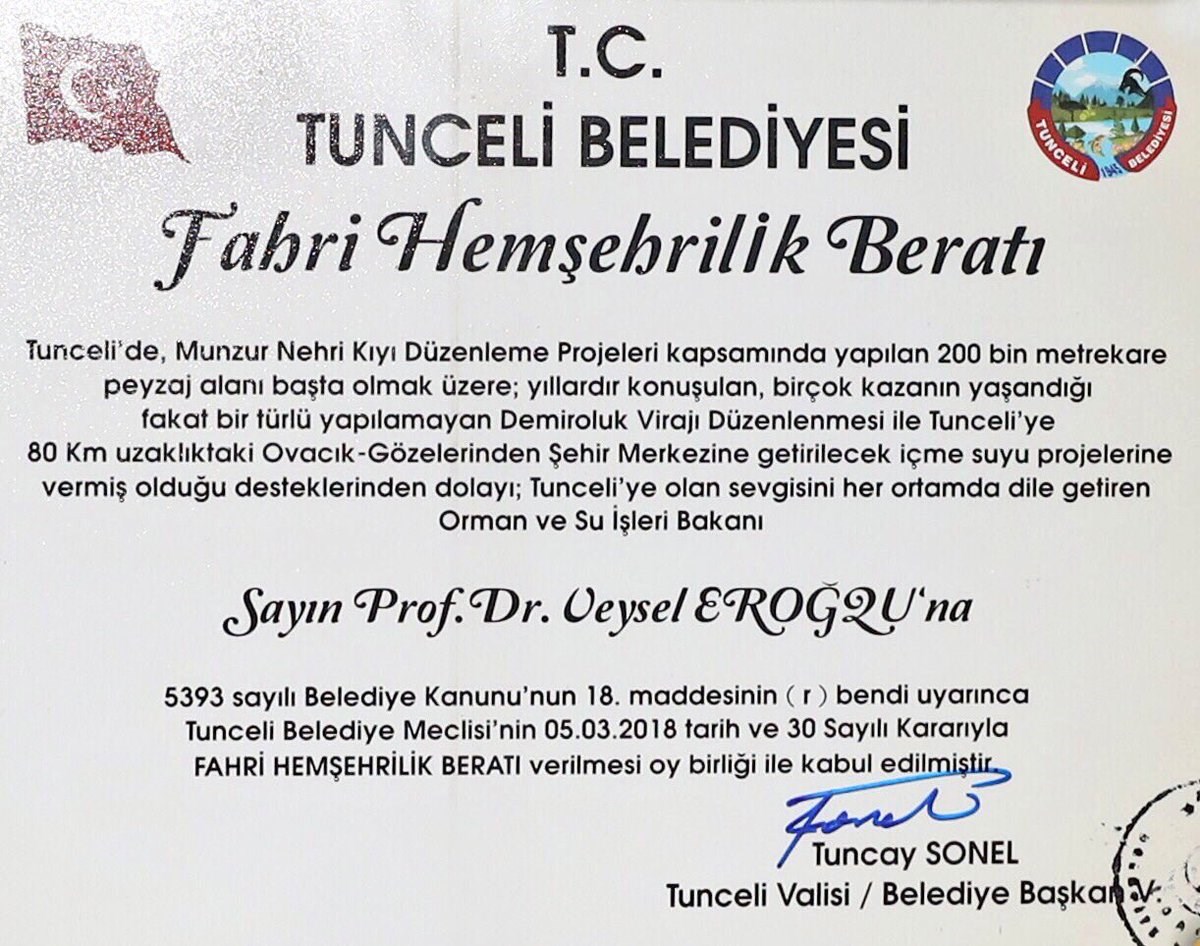 T.C.
TUNCELİ BELEDİYESİ
TUNCELİ 1945 BELEDİYESİ
Fahri Hemşehrilik Beratı
Tunceli'de, Munzur Nehri Kıyı Düzenleme Projeleri kapsamında yapılan 200 bin metrekare
peyzaj alanı başta olmak üzere; yıllardır konuşulan, birçok kazanın yaşandığı
fakat bir türlü yapılamayan Demiroluk Virajı Düzenlenmesi ile Tunceli'ye
80 Km uzaklıktaki Ovacık-Gözelerinden Şehir Merkezine getirilecek içme suyu projelerine
vermiş olduğu desteklerinden dolayı; Tunceli'ye olan sevgisini her ortamda dile getiren
Orman ve Su İşleri Bakanı
Sayın Prof.Dr. Veysel EROĞLU'na
5393 sayılı Belediye Kanunu'nun 18. maddesinin ( r ) bendi uyarınca
Tunceli Belediye Meclisi'nin 05.03.2018 tarih ve 30 Sayılı Kararıyla
FAHRİ HEMŞEHRİLİK BERATI verilmesi oy birliği ile kabul edilmiştir.
Tuncay SONEL
Tunceli Valisi / Belediye Başkan V.